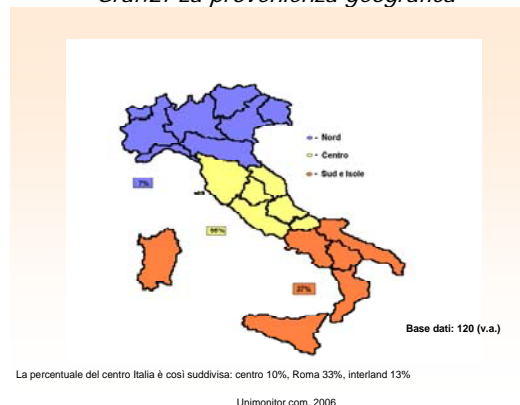 La provenienza geografica
- Nord
- Centro
- Sud e Isole
7%
56%
37%
Base dati: 120 (v.a.)
La percentuale del centro Italia è così suddivisa: centro 10%, Roma 33%, interland 13%
Unimonitor.com, 2006